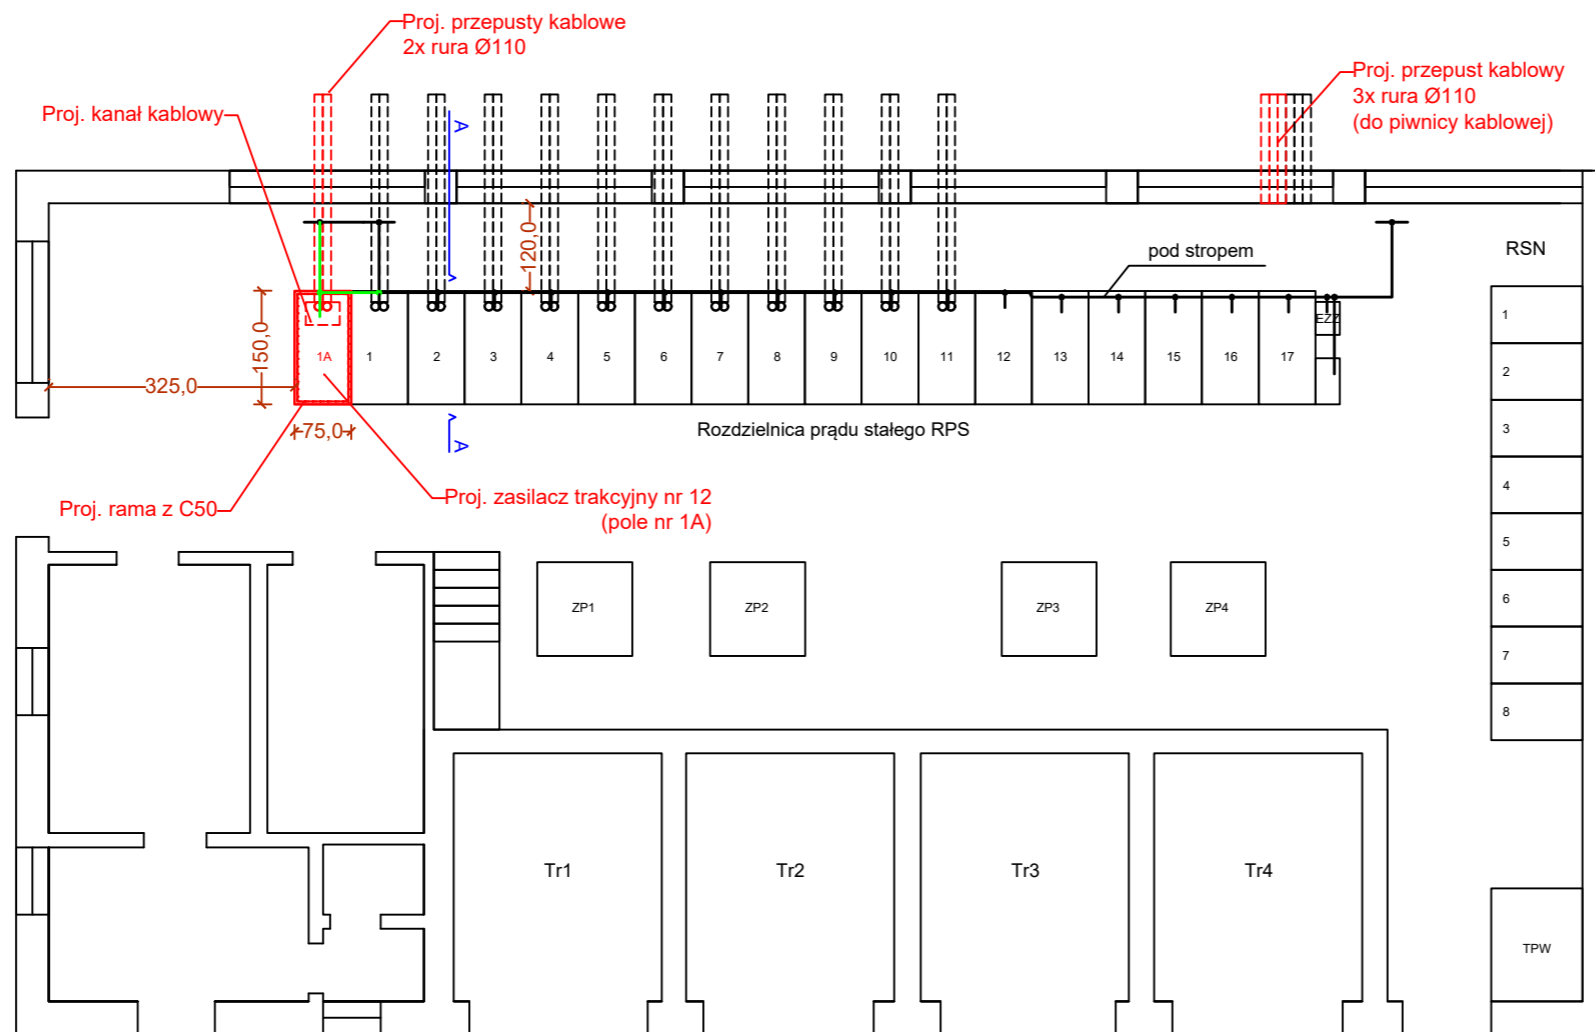 Proj. przepusty kablowe
2x rura Ø110
Proj. przepust kablowy
3x rura Ø110
(do piwnicy kablowej)
Proj. kanał kablowy
A
120,0
pod stropem
RSN
EZZ
150,0
325,0
75,0
1A
1
2
3
4
5
6
7
8
9
10
11
12
13
14
15
16
17
A
Rozdzielnica prądu stałego RPS
Proj. rama z C50
Proj. zasilacz trakcyjny nr 12
(pole nr 1A)
1
2
3
4
5
6
7
8
ZP1
ZP2
ZP3
ZP4
Tr1
Tr2
Tr3
Tr4
TPW